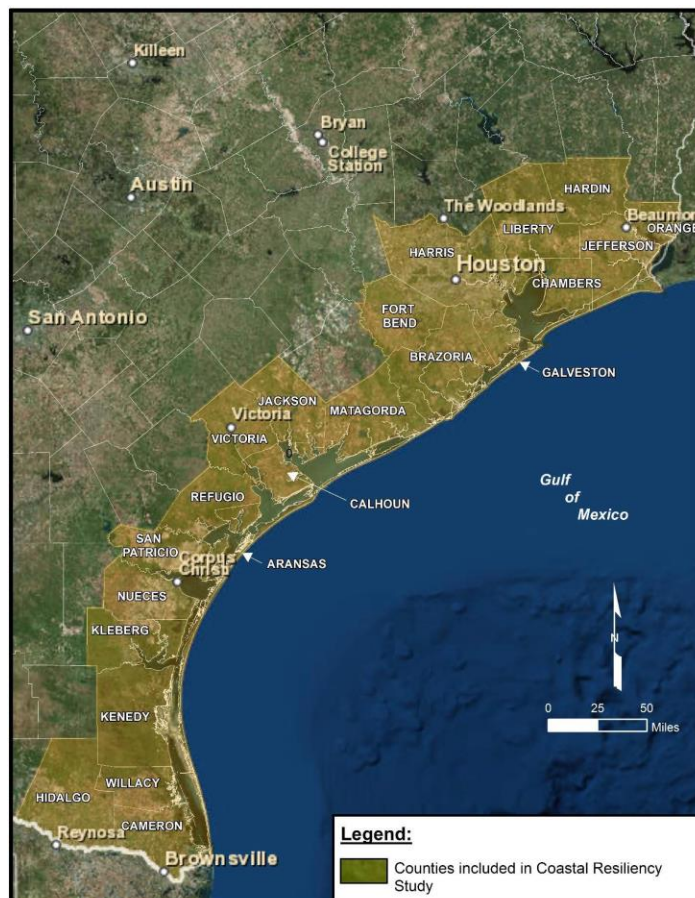 Killeen
Bryan
College
Station
Austin
HARDIN
The Woodlands
Beaumon
LIBERTY
ORANGE
HARRIS
JEFFERSON
Houston
CHAMBERS
San Antonio
FORT
BEND
BRAZORIA
GALVESTON
JACKSON
MATAGORDA
Victoria
VICTORIA
Gulf
of
Mexico
REFUGIO
CALHOUN
SAN
PATRICIO
Corpus
Christi
ARANSAS
NUECES
KLEBERG
N
KENEDY
0 25 50
Miles
WILLACY
HIDALGO
CAMERON
Reynosa
Brownsville
Legend:
Counties included in Coastal Resiliency
Study